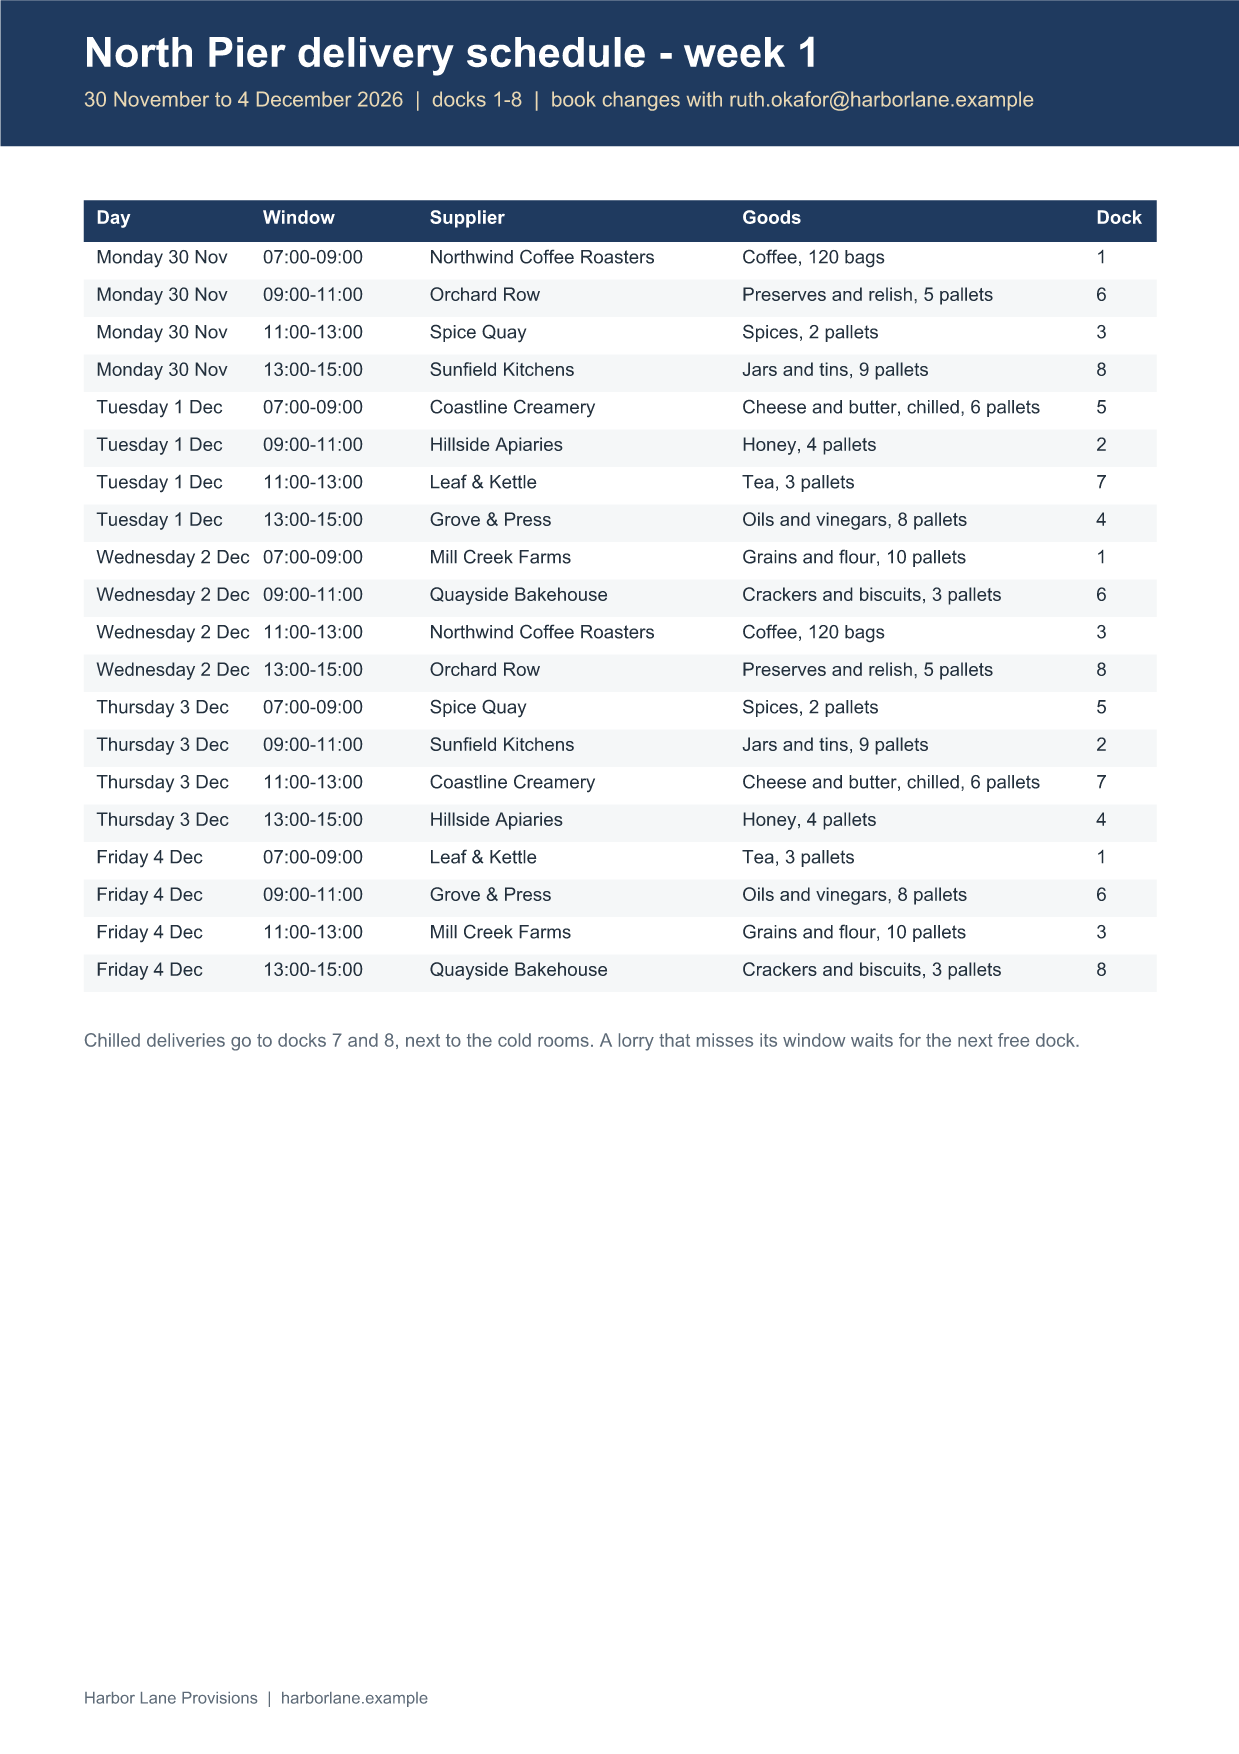 North Pier delivery schedule - week 1
30 November to 4 December 2026 | docks 1-8 | book changes with ruth.okafor@harborlane.example
Day Window Supplier Goods Dock
Monday 30 Nov 07:00-09:00 Northwind Coffee Roasters Coffee, 120 bags 1
Monday 30 Nov 09:00-11:00 Orchard Row Preserves and relish, 5 pallets 6
Monday 30 Nov 11:00-13:00 Spice Quay Spices, 2 pallets 3
Monday 30 Nov 13:00-15:00 Sunfield Kitchens Jars and tins, 9 pallets 8
Tuesday 1 Dec 07:00-09:00 Coastline Creamery Cheese and butter, chilled, 6 pallets 5
Tuesday 1 Dec 09:00-11:00 Hillside Apiaries Honey, 4 pallets 2
Tuesday 1 Dec 11:00-13:00 Leaf & Kettle Tea, 3 pallets 7
Tuesday 1 Dec 13:00-15:00 Grove & Press Oils and vinegars, 8 pallets 4
Wednesday 2 Dec 07:00-09:00 Mill Creek Farms Grains and flour, 10 pallets 1
Wednesday 2 Dec 09:00-11:00 Quayside Bakehouse Crackers and biscuits, 3 pallets 6
Wednesday 2 Dec 11:00-13:00 Northwind Coffee Roasters Coffee, 120 bags 3
Wednesday 2 Dec 13:00-15:00 Orchard Row Preserves and relish, 5 pallets 8
Thursday 3 Dec 07:00-09:00 Spice Quay Spices, 2 pallets 5
Thursday 3 Dec 09:00-11:00 Sunfield Kitchens Jars and tins, 9 pallets 2
Thursday 3 Dec 11:00-13:00 Coastline Creamery Cheese and butter, chilled, 6 pallets 7
Thursday 3 Dec 13:00-15:00 Hillside Apiaries Honey, 4 pallets 4
Friday 4 Dec 07:00-09:00 Leaf & Kettle Tea, 3 pallets 1
Friday 4 Dec 09:00-11:00 Grove & Press Oils and vinegars, 8 pallets 6
Friday 4 Dec 11:00-13:00 Mill Creek Farms Grains and flour, 10 pallets 3
Friday 4 Dec 13:00-15:00 Quayside Bakehouse Crackers and biscuits, 3 pallets 8
Chilled deliveries go to docks 7 and 8, next to the cold rooms. A lorry that misses its window waits for the next free dock.
Harbor Lane Provisions | harborlane.example